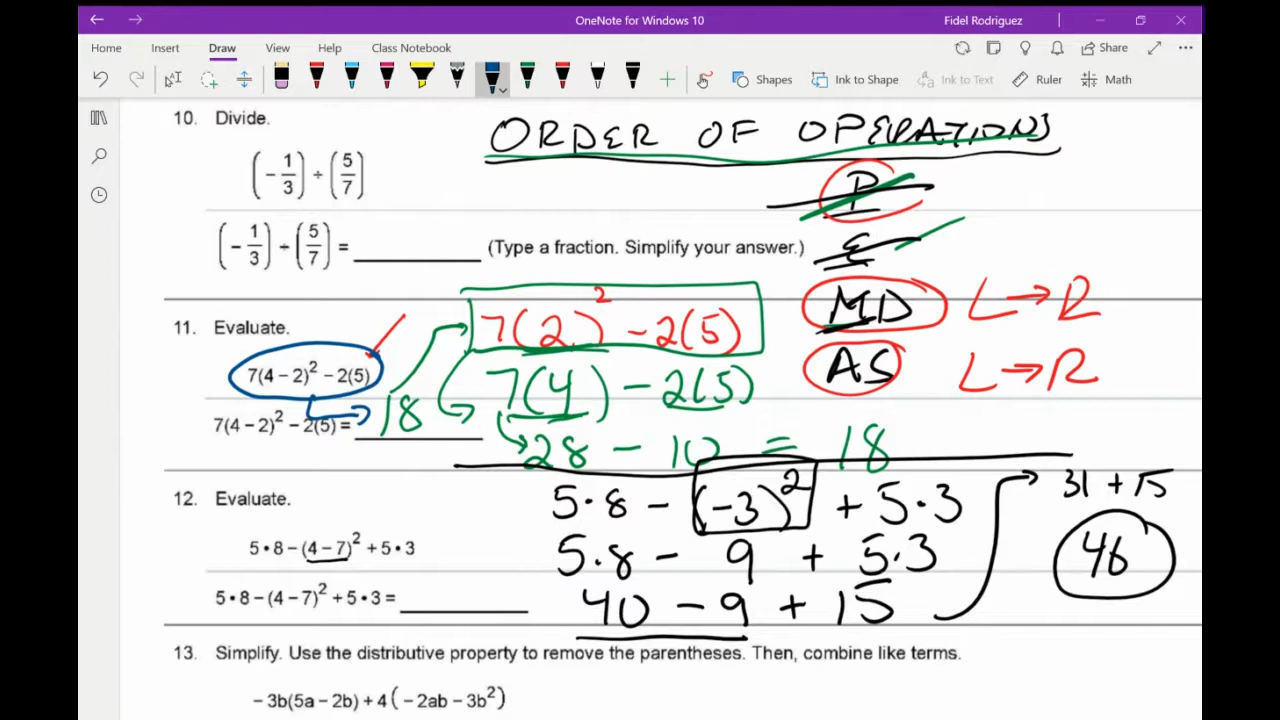 OneNote for Windows 10
Fidel Rodriguez
Home Insert Draw View Help Class Notebook Share
Shapes Ink to Shape Ink to Text Ruler Math
10. Divide.
ORDER OF OPERATIONS
(-1/3) ÷ (5/7)
P
(-1/3) ÷ (5/7) = ________ (Type a fraction. Simplify your answer.)
E
MD L→R
7(2)² - 2(5)
11. Evaluate.
AS L→R
7(4-2)² - 2(5)
7(4) - 2(5)
7(4-2)² - 2(5) = 18
28 - 10 = 18
12. Evaluate.
5·8 - (-3)² + 5·3
31 + 15
5•8-(4-7)² + 5•3
5·8 - 9 + 5·3
46
5•8-(4-7)² + 5•3 = ________
40 - 9 + 15
13. Simplify. Use the distributive property to remove the parentheses. Then, combine like terms.
-3b(5a-2b) + 4(-2ab-3b²)